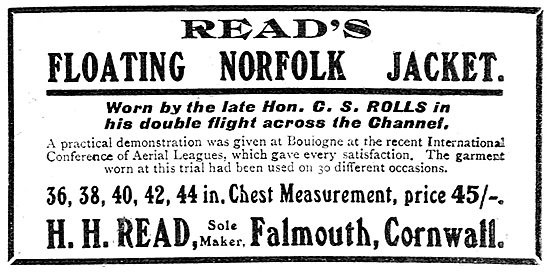 READ'S
FLOATING NORFOLK JACKET.
Worn by the late Hon. C. S. ROLLS in
his double flight across the Channel.
A practical demonstration was given at Bouiogne at the recent International
Conference of Aerial Leagues, which gave every satisfaction. The garment
worn at this trial had been used on 30 different occasions.
36, 38, 40, 42, 44 in. Chest Measurement, price 45/-.
H. H. READ, Sole Maker, Falmouth, Cornwall.